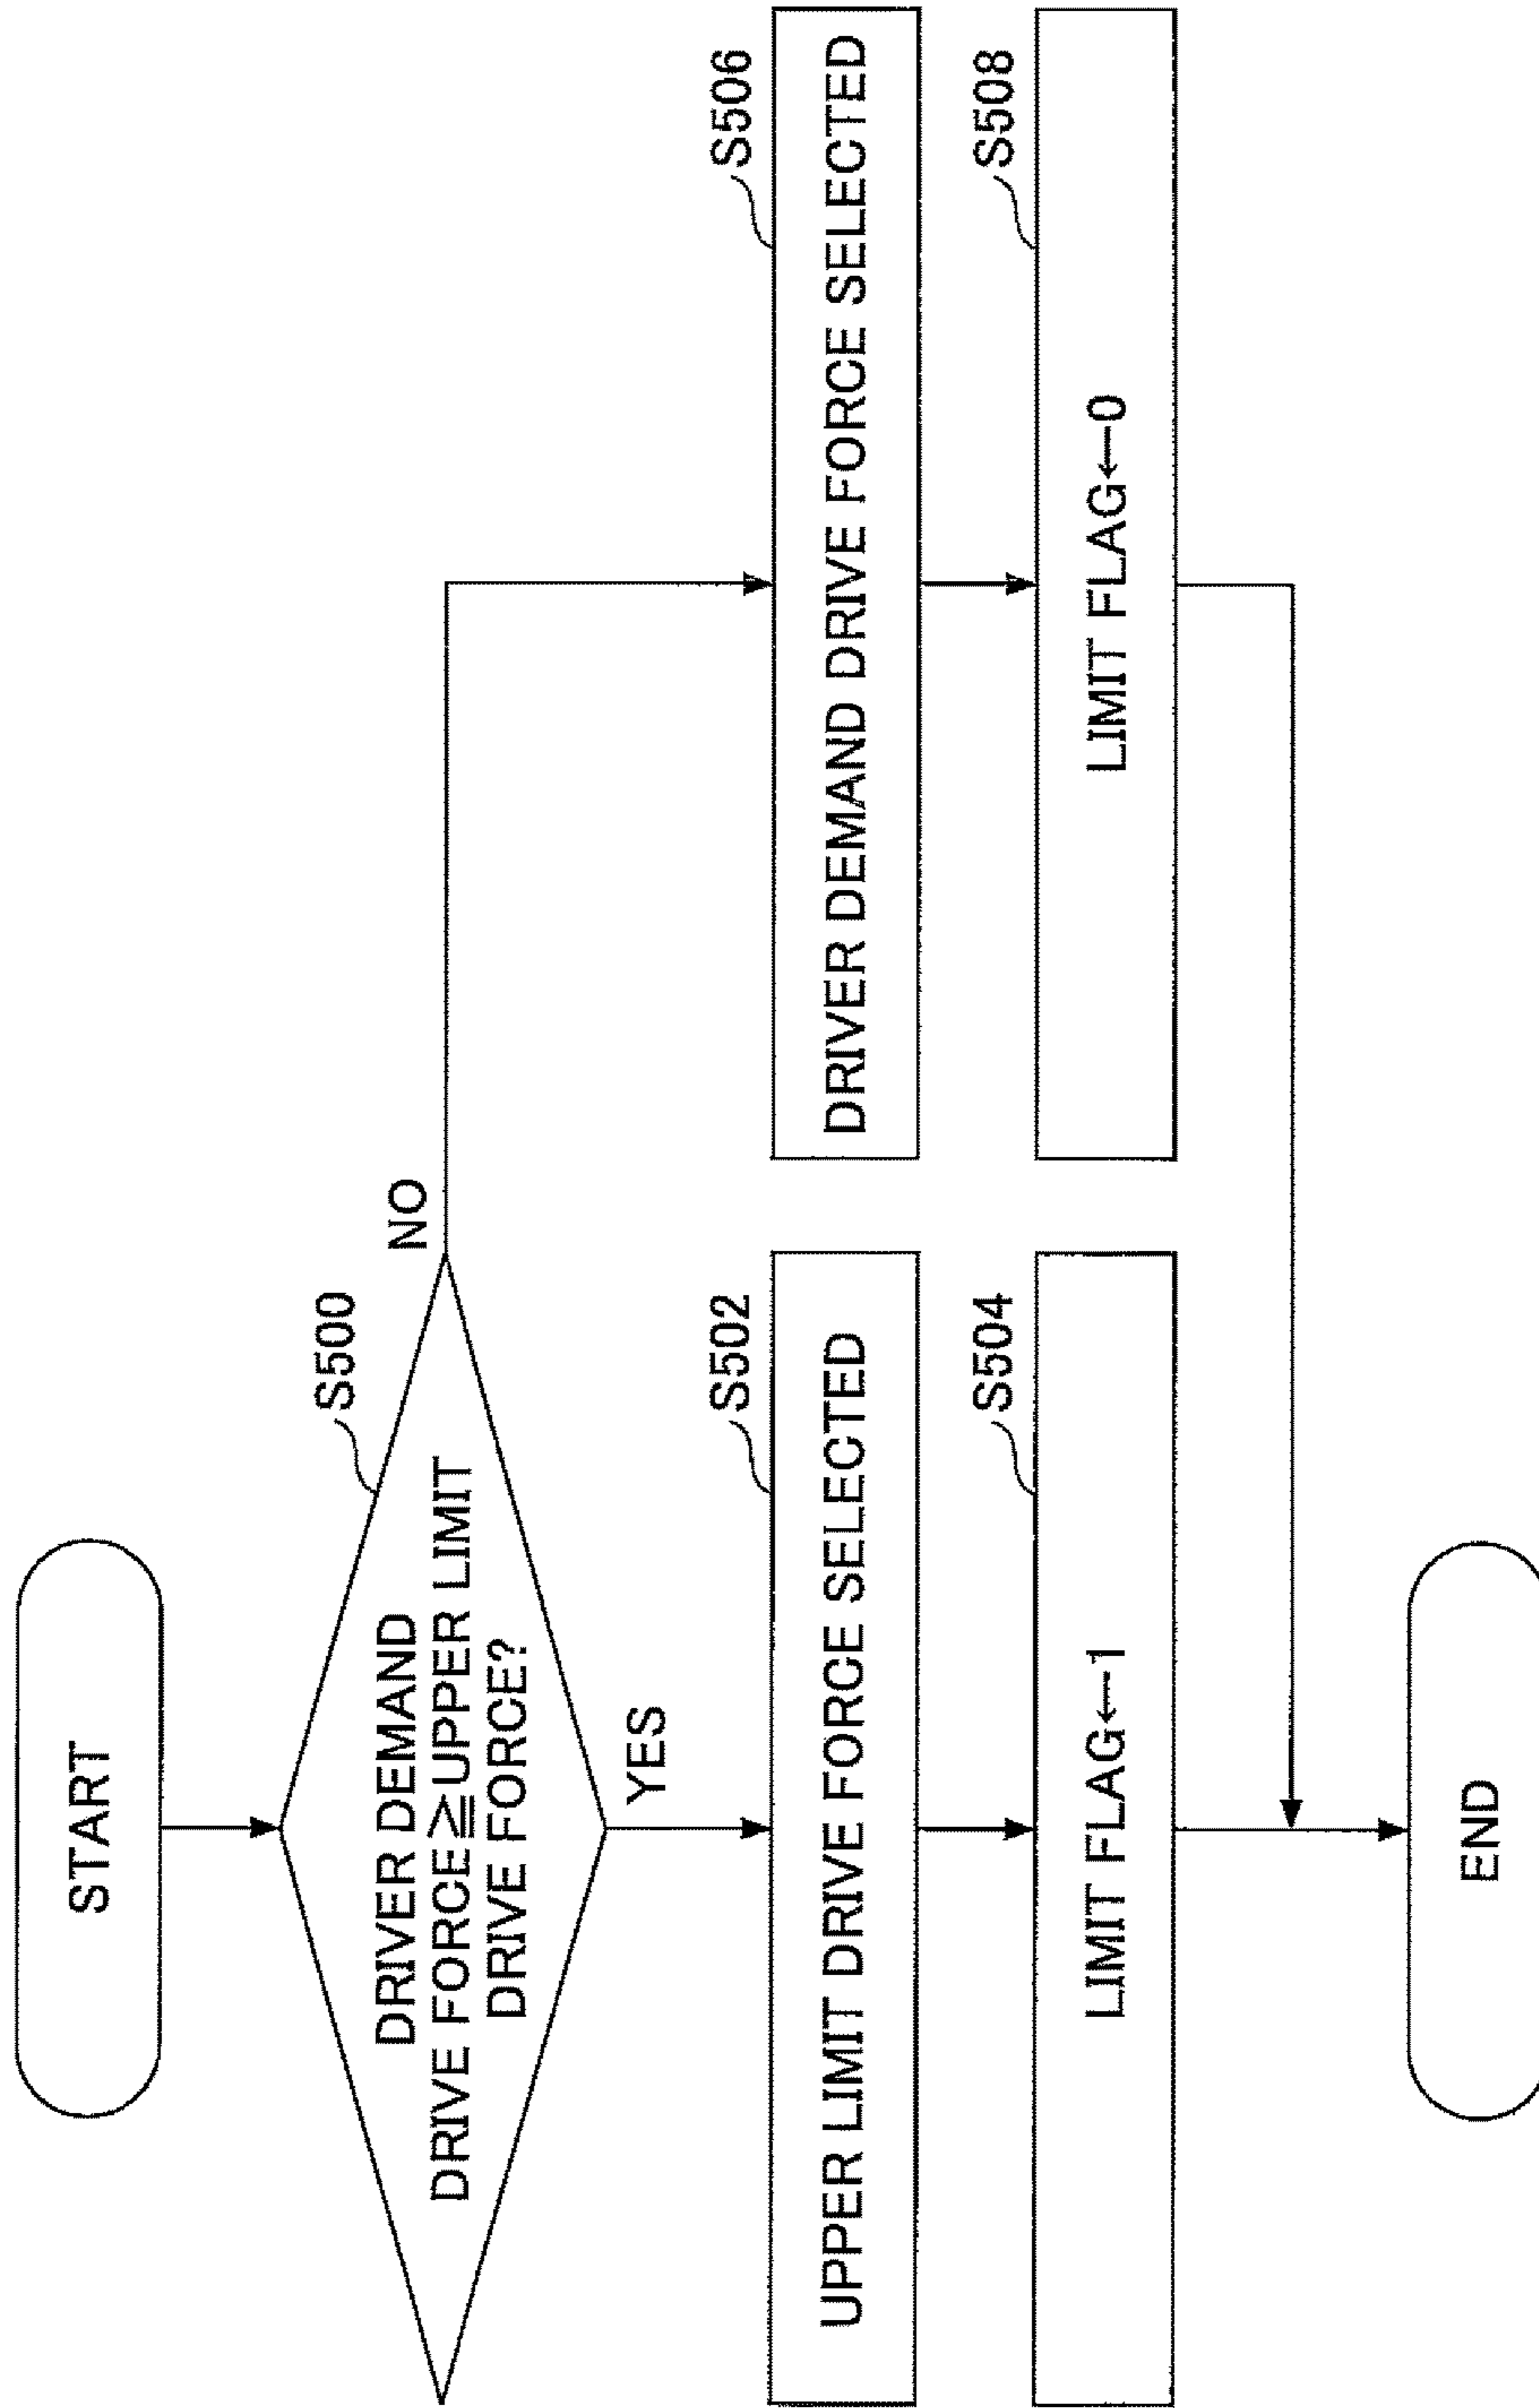 START
S500
DRIVER DEMAND
DRIVE FORCE≧UPPER LIMIT
DRIVE FORCE?
NO
YES
S502
UPPER LIMIT DRIVE FORCE SELECTED
S506
DRIVER DEMAND DRIVE FORCE SELECTED
S504
LIMIT FLAG←1
S508
LIMIT FLAG←0
END